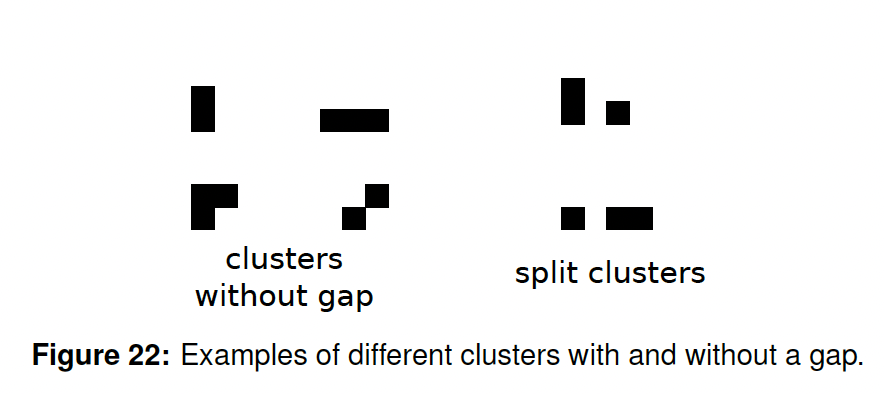 clusters
without gap
split clusters
Figure 22: Examples of different clusters with and without a gap.